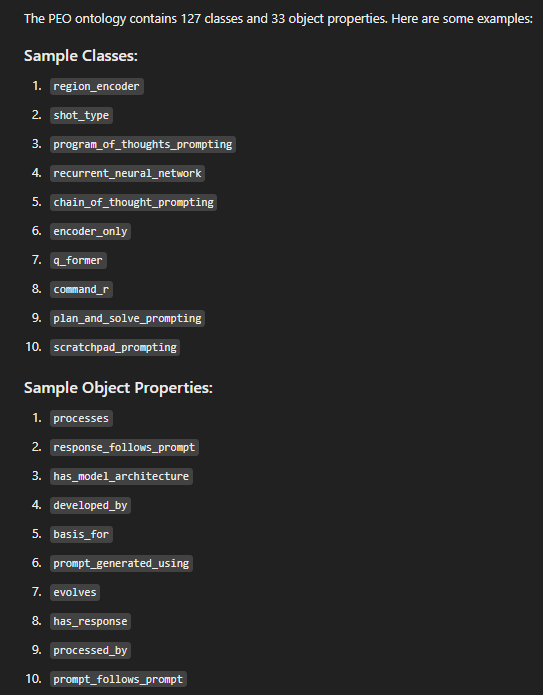 The PEO ontology contains 127 classes and 33 object properties. Here are some examples:
Sample Classes:
1. region_encoder
2. shot_type
3. program_of_thoughts_prompting
4. recurrent_neural_network
5. chain_of_thought_prompting
6. encoder_only
7. q_former
8. command_r
9. plan_and_solve_prompting
10. scratchpad_prompting
Sample Object Properties:
1. processes
2. response_follows_prompt
3. has_model_architecture
4. developed_by
5. basis_for
6. prompt_generated_using
7. evolves
8. has_response
9. processed_by
10. prompt_follows_prompt